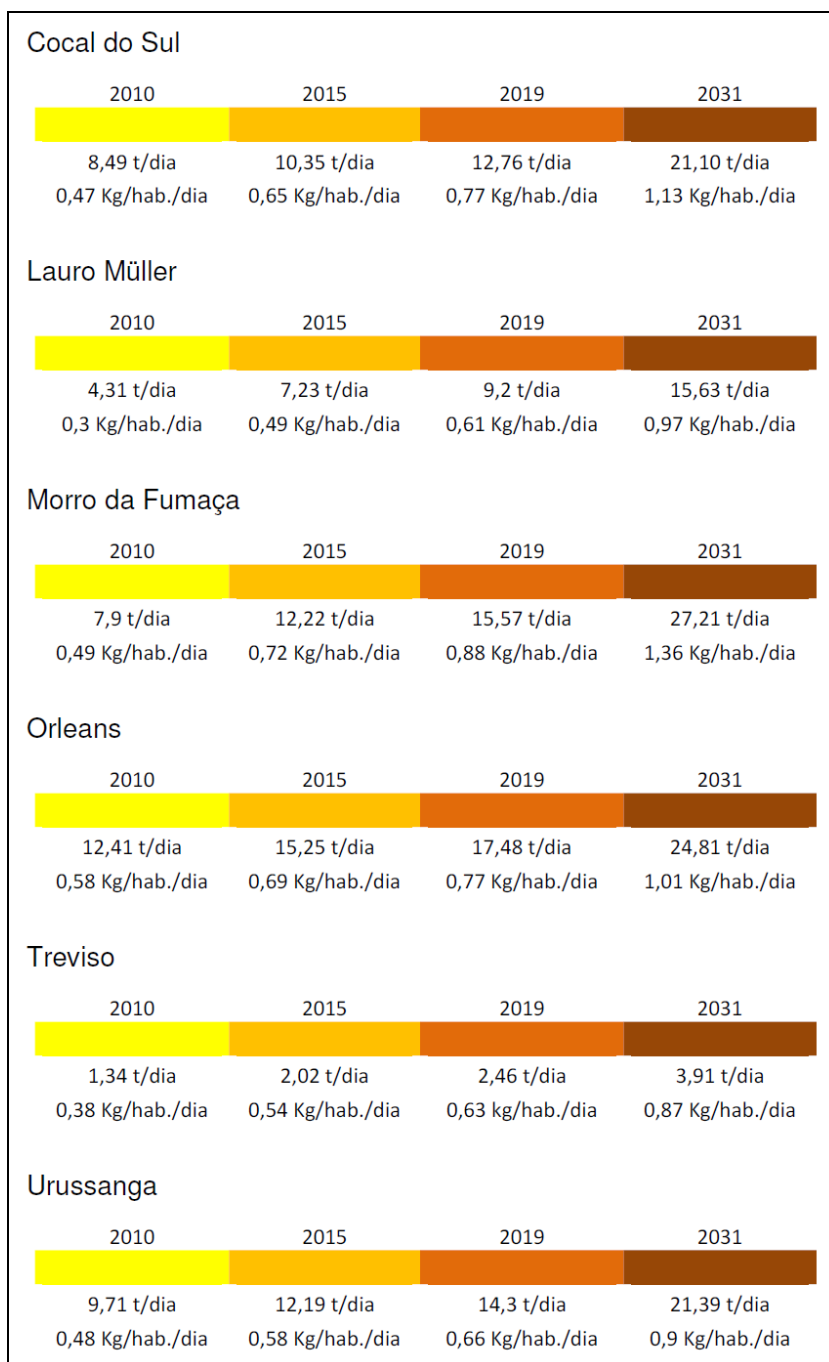 Cocal do Sul
2010 2015 2019 2031
8,49 t/dia 10,35 t/dia 12,76 t/dia 21,10 t/dia
0,47 Kg/hab./dia 0,65 Kg/hab./dia 0,77 Kg/hab./dia 1,13 Kg/hab./dia
Lauro Müller
2010 2015 2019 2031
4,31 t/dia 7,23 t/dia 9,2 t/dia 15,63 t/dia
0,3 Kg/hab./dia 0,49 Kg/hab./dia 0,61 Kg/hab./dia 0,97 Kg/hab./dia
Morro da Fumaça
2010 2015 2019 2031
7,9 t/dia 12,22 t/dia 15,57 t/dia 27,21 t/dia
0,49 Kg/hab./dia 0,72 Kg/hab./dia 0,88 Kg/hab./dia 1,36 Kg/hab./dia
Orleans
2010 2015 2019 2031
12,41 t/dia 15,25 t/dia 17,48 t/dia 24,81 t/dia
0,58 Kg/hab./dia 0,69 Kg/hab./dia 0,77 Kg/hab./dia 1,01 Kg/hab./dia
Treviso
2010 2015 2019 2031
1,34 t/dia 2,02 t/dia 2,46 t/dia 3,91 t/dia
0,38 Kg/hab./dia 0,54 Kg/hab./dia 0,63 kg/hab./dia 0,87 Kg/hab./dia
Urussanga
2010 2015 2019 2031
9,71 t/dia 12,19 t/dia 14,3 t/dia 21,39 t/dia
0,48 Kg/hab./dia 0,58 Kg/hab./dia 0,66 Kg/hab./dia 0,9 Kg/hab./dia